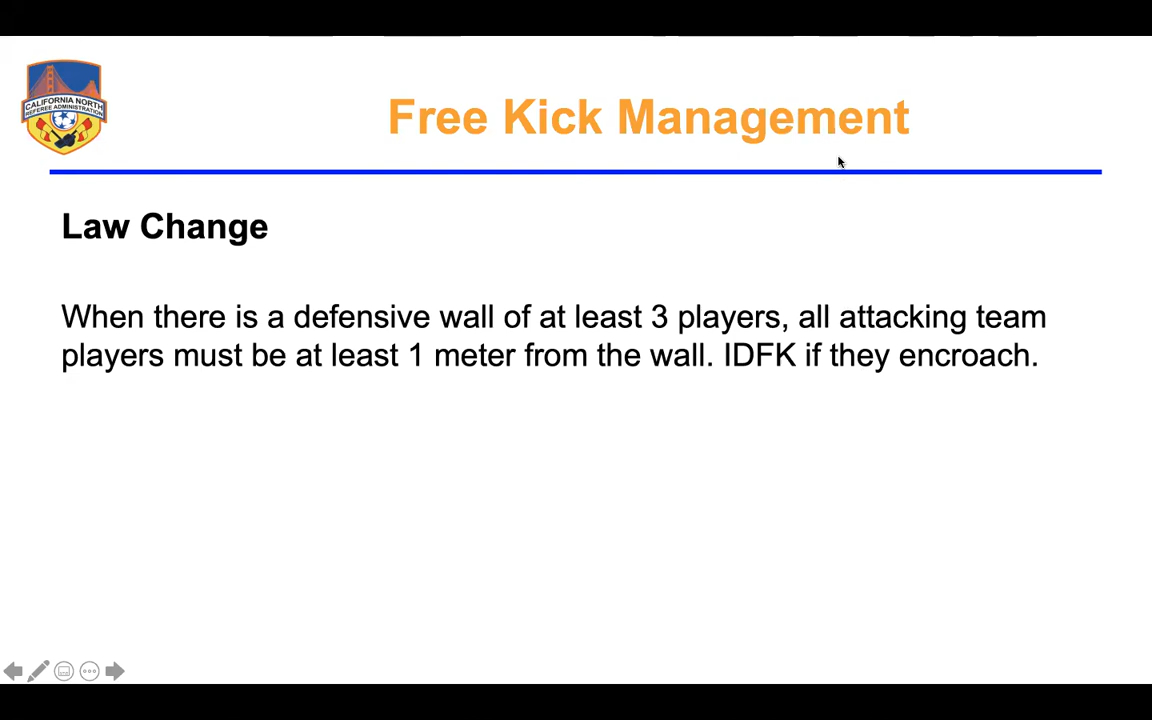 CALIFORNIA NORTH
REFEREE ADMINISTRATION
Free Kick Management
Law Change
When there is a defensive wall of at least 3 players, all attacking team
players must be at least 1 meter from the wall. IDFK if they encroach.